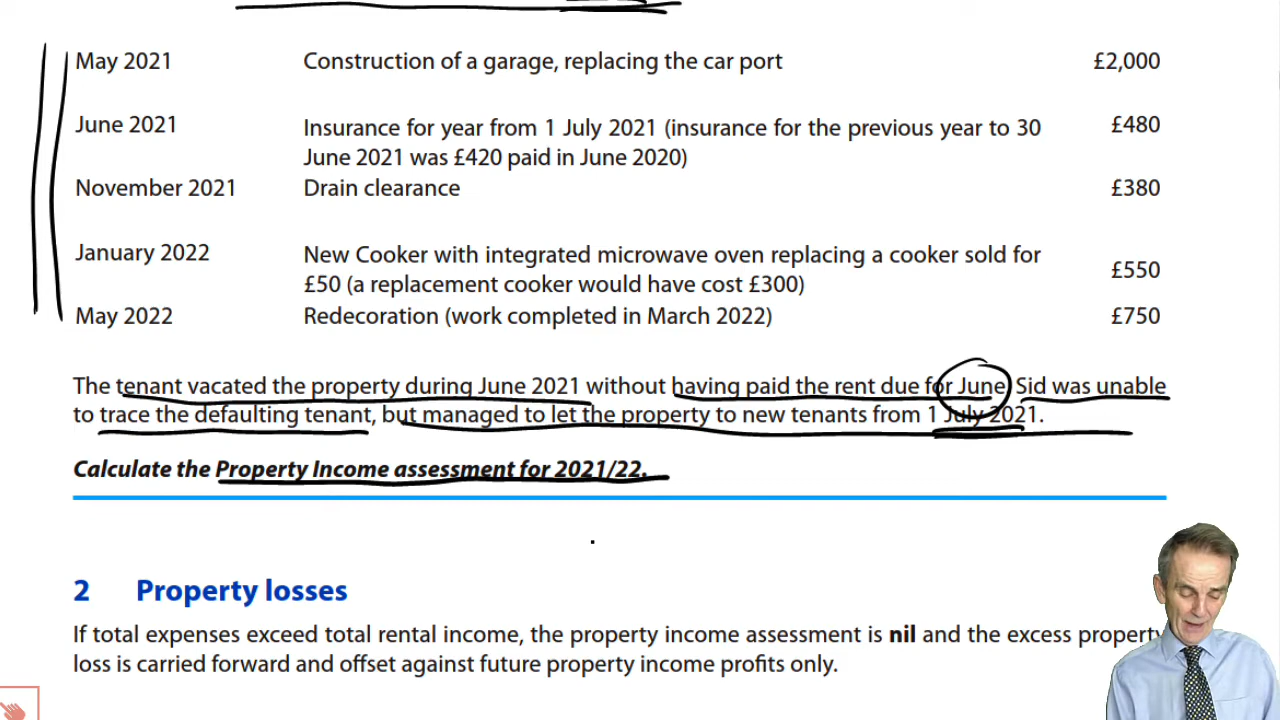 May 2021 Construction of a garage, replacing the car port £2,000
June 2021 Insurance for year from 1 July 2021 (insurance for the previous year to 30 £480
June 2021 was £420 paid in June 2020)
November 2021 Drain clearance £380
January 2022 New Cooker with integrated microwave oven replacing a cooker sold for £550
£50 (a replacement cooker would have cost £300)
May 2022 Redecoration (work completed in March 2022) £750
The tenant vacated the property during June 2021 without having paid the rent due for June. Sid was unable
to trace the defaulting tenant, but managed to let the property to new tenants from 1 July 2021.
Calculate the Property Income assessment for 2021/22.
2 Property losses
If total expenses exceed total rental income, the property income assessment is nil and the excess property
loss is carried forward and offset against future property income profits only.